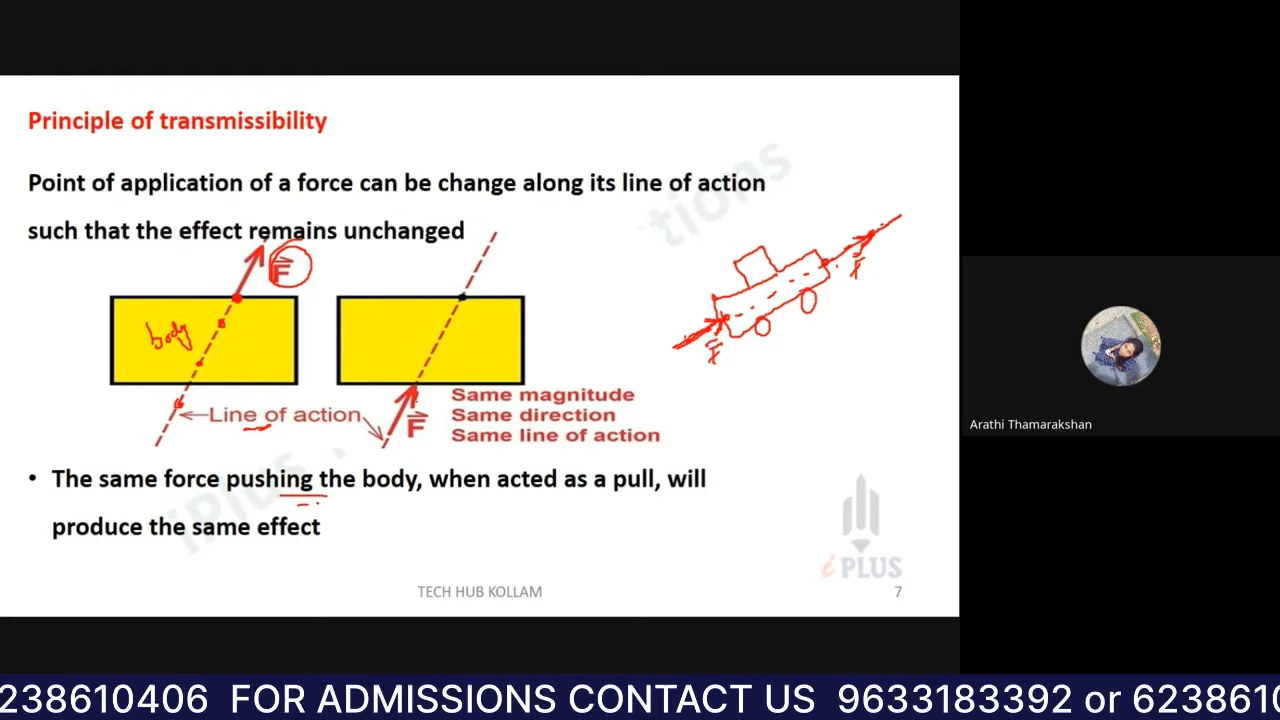 Principle of transmissibility
Point of application of a force can be change along its line of action
such that the effect remains unchanged
F
body
Line of action
F
Same magnitude
Same direction
Same line of action
F
F
• The same force pushing the body, when acted as a pull, will
produce the same effect
iPlus
tions
i PLUS
TECH HUB KOLLAM
7
Arathi Thamarakshan
238610406 FOR ADMISSIONS CONTACT US 9633183392 or 6238610